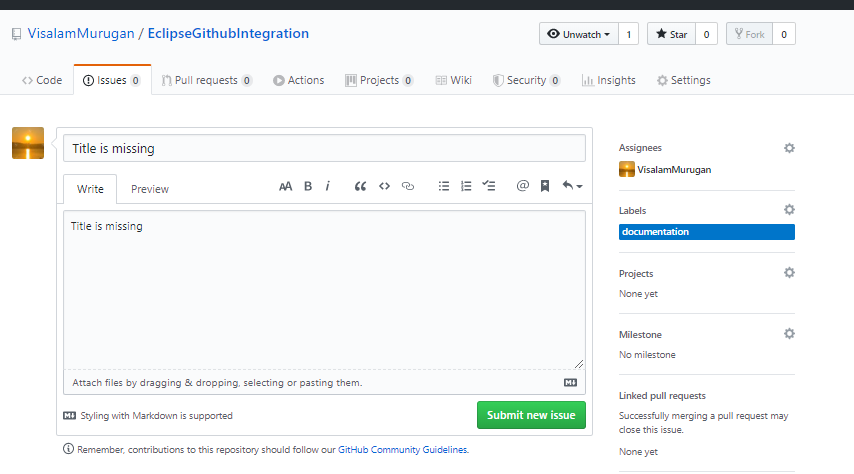 VisalamMurugan / EclipseGithubIntegration
Unwatch 1 Star 0 Fork 0
Code Issues 0 Pull requests 0 Actions Projects 0 Wiki Security 0 Insights Settings
Title is missing
Write Preview AA B i @
Title is missing
Attach files by dragging & dropping, selecting or pasting them.
Styling with Markdown is supported
Submit new issue
Remember, contributions to this repository should follow our GitHub Community Guidelines.
Assignees
VisalamMurugan
Labels
documentation
Projects
None yet
Milestone
No milestone
Linked pull requests
Successfully merging a pull request may
close this issue.
None yet